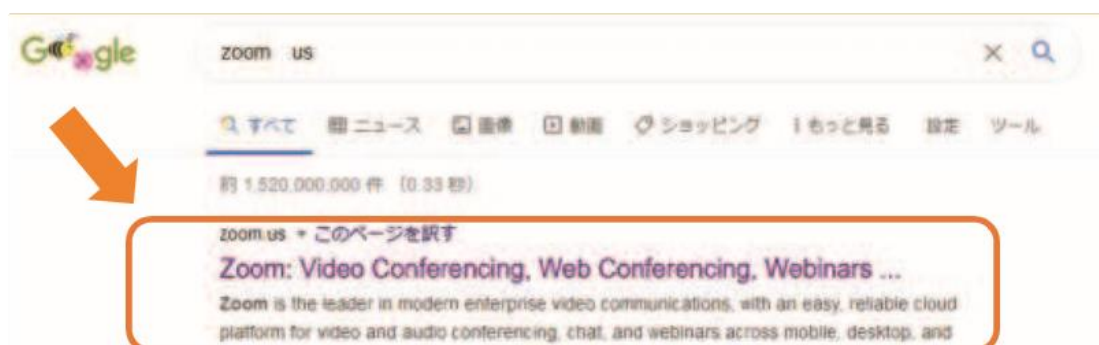 Google
zoom us
すべて ニュース 画像 動画 ショッピング もっと見る 設定 ツール
約 1,520,000,000 件 (0.33 秒)
zoom.us ▾ このページを訳す
Zoom: Video Conferencing, Web Conferencing, Webinars ...
Zoom is the leader in modern enterprise video communications, with an easy, reliable cloud
platform for video and audio conferencing, chat, and webinars across mobile, desktop, and